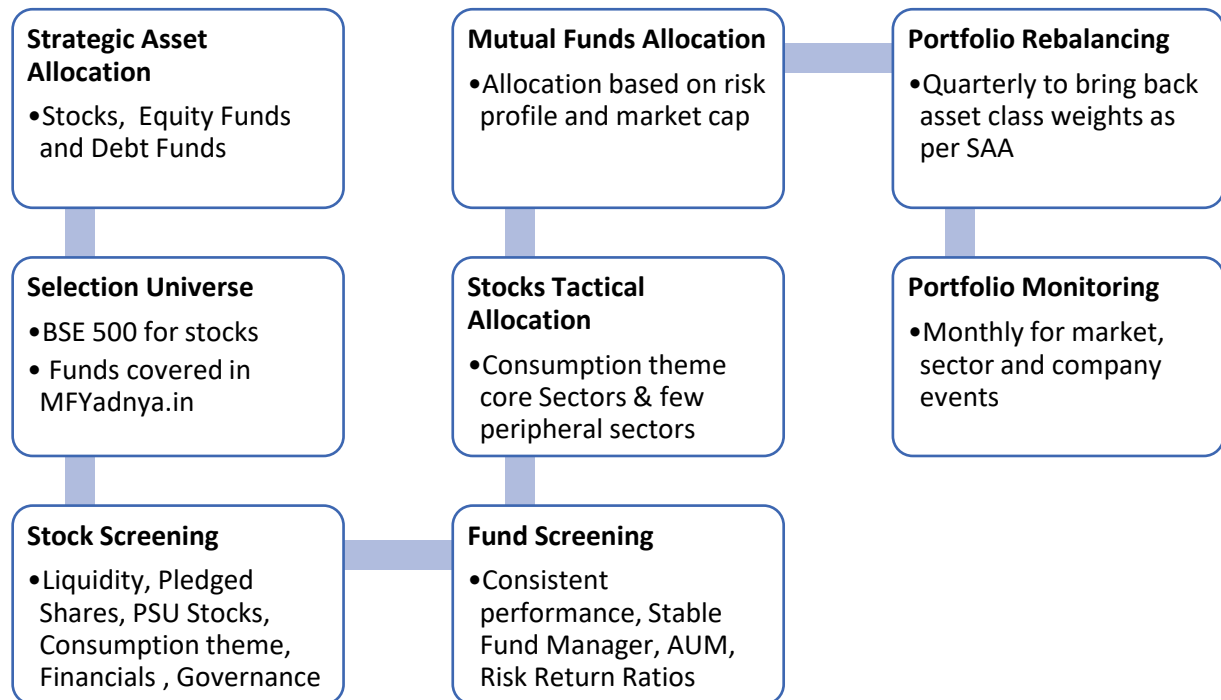 Strategic Asset
Allocation
•Stocks, Equity Funds
and Debt Funds
Selection Universe
•BSE 500 for stocks
• Funds covered in
MFYadnya.in
Stock Screening
•Liquidity, Pledged
Shares, PSU Stocks,
Consumption theme,
Financials , Governance
Fund Screening
•Consistent
performance, Stable
Fund Manager, AUM,
Risk Return Ratios
Stocks Tactical
Allocation
•Consumption theme
core Sectors & few
peripheral sectors
Mutual Funds Allocation
•Allocation based on risk
profile and market cap
Portfolio Rebalancing
•Quarterly to bring back
asset class weights as
per SAA
Portfolio Monitoring
•Monthly for market,
sector and company
events